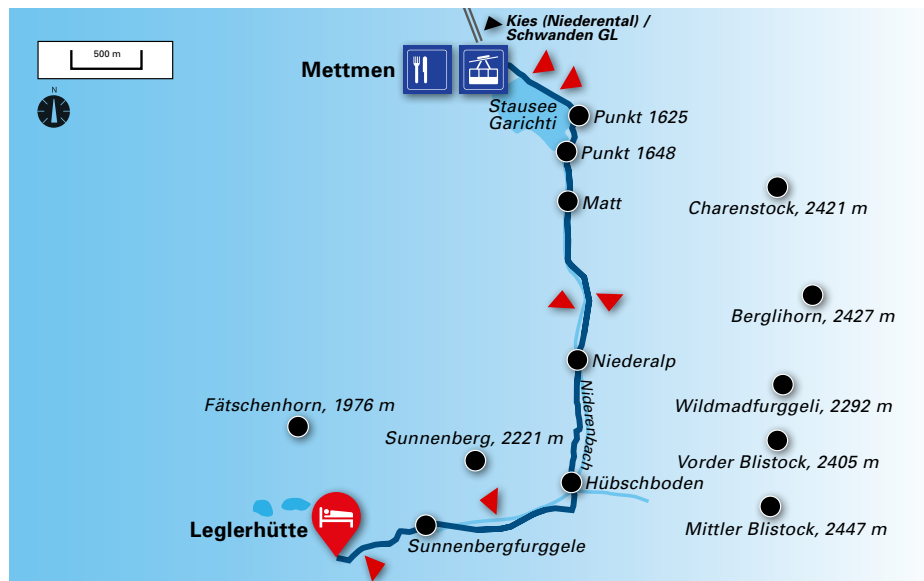 Kies (Niederental) /
Schwanden GL
500 m
Mettmen
N
Stausee
Garichti
Punkt 1625
Punkt 1648
Matt
Charenstock, 2421 m
Berglihorn, 2427 m
Niederalp
Niderenbach
Wildmadfurggeli, 2292 m
Fätschenhorn, 1976 m
Sunnenberg, 2221 m
Vorder Blistock, 2405 m
Hübschboden
Mittler Blistock, 2447 m
Leglerhütte
Sunnenbergfurggele